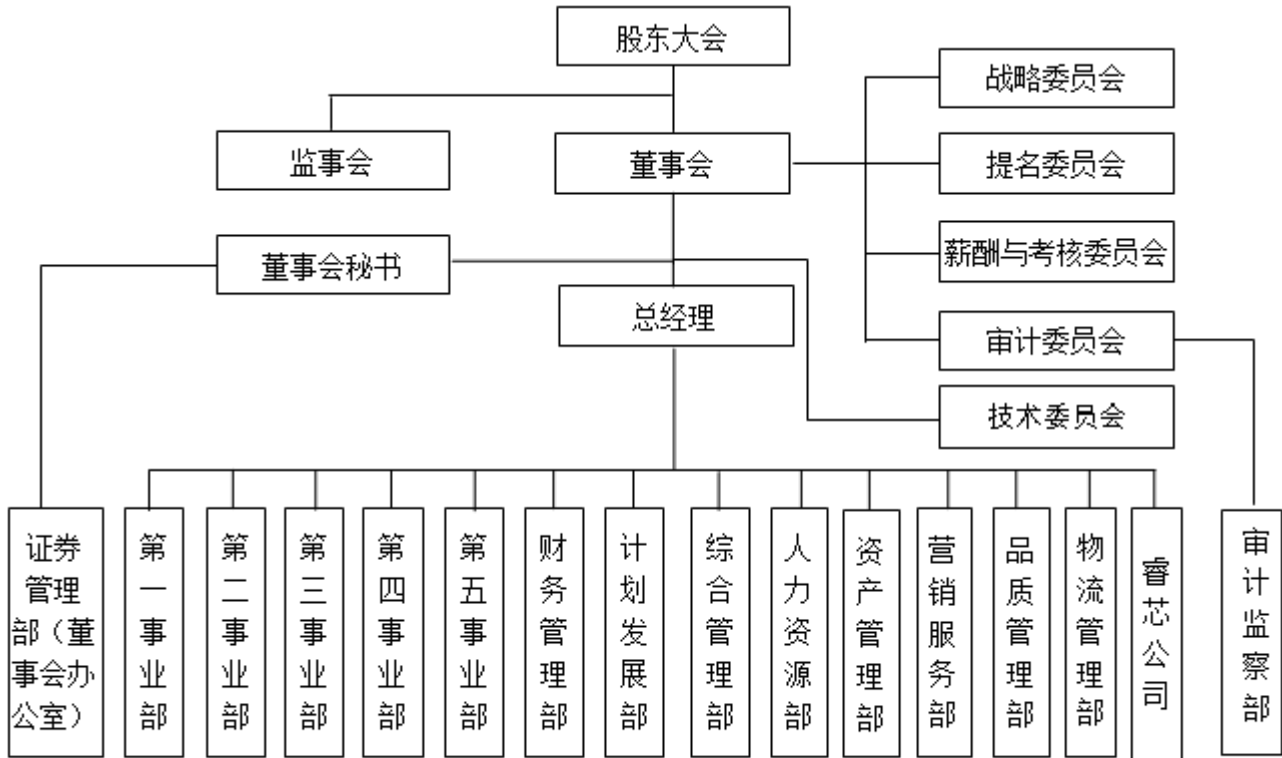 股东大会
战略委员会
监事会
董事会
提名委员会
董事会秘书
薪酬与考核委员会
总经理
审计委员会
技术委员会
证券
管理
部（董
事会办
公室）
第一事业部
第二事业部
第三事业部
第四事业部
第五事业部
财务管理部
计划发展部
综合管理部
人力资源部
资产管理部
营销服务部
品质管理部
物流管理部
睿芯公司
审计监察部